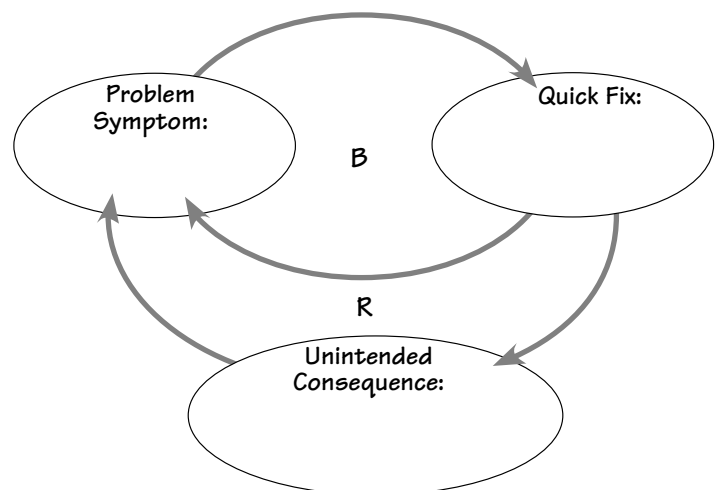 Problem
Symptom:
Quick Fix:
B
R
Unintended
Consequence: